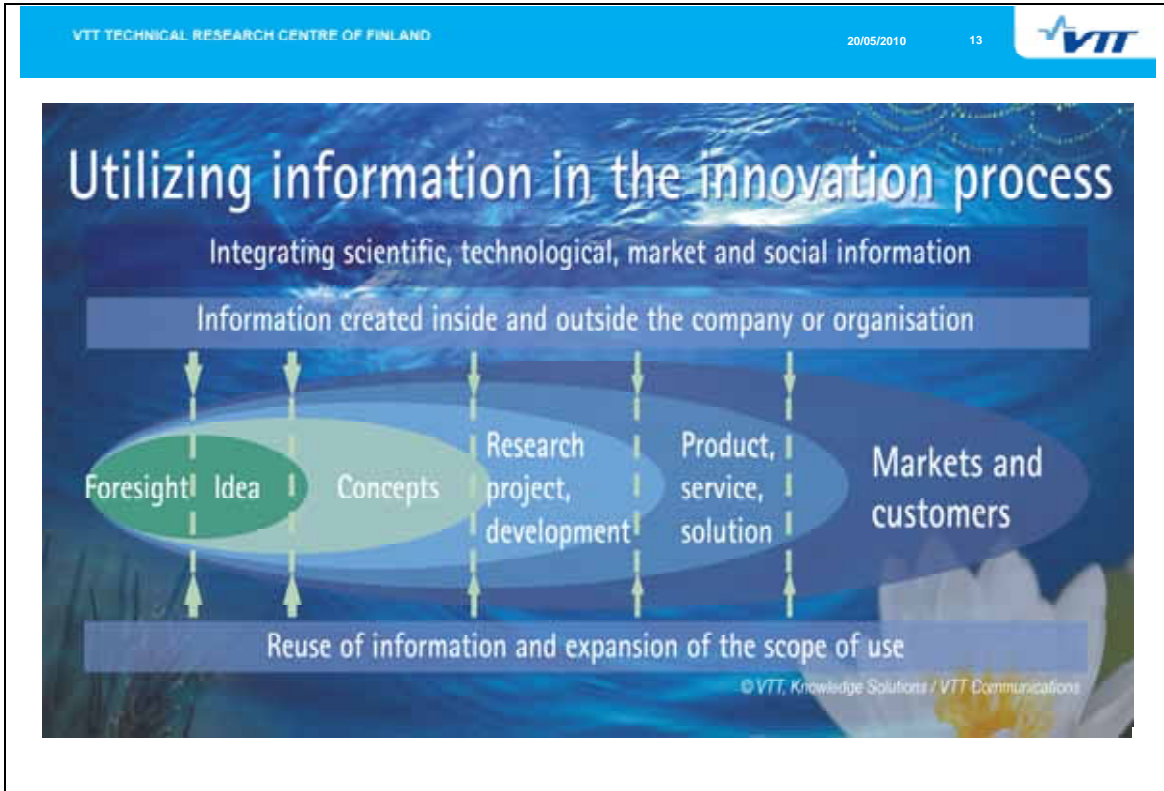 VTT TECHNICAL RESEARCH CENTRE OF FINLAND
20/05/2010 13
VTT
Utilizing information in the innovation process
Integrating scientific, technological, market and social information
Information created inside and outside the company or organisation
Foresight
Idea
Concepts
Research
project,
development
Product,
service,
solution
Markets and
customers
Reuse of information and expansion of the scope of use
© VTT, Knowledge Solutions / VTT Communications